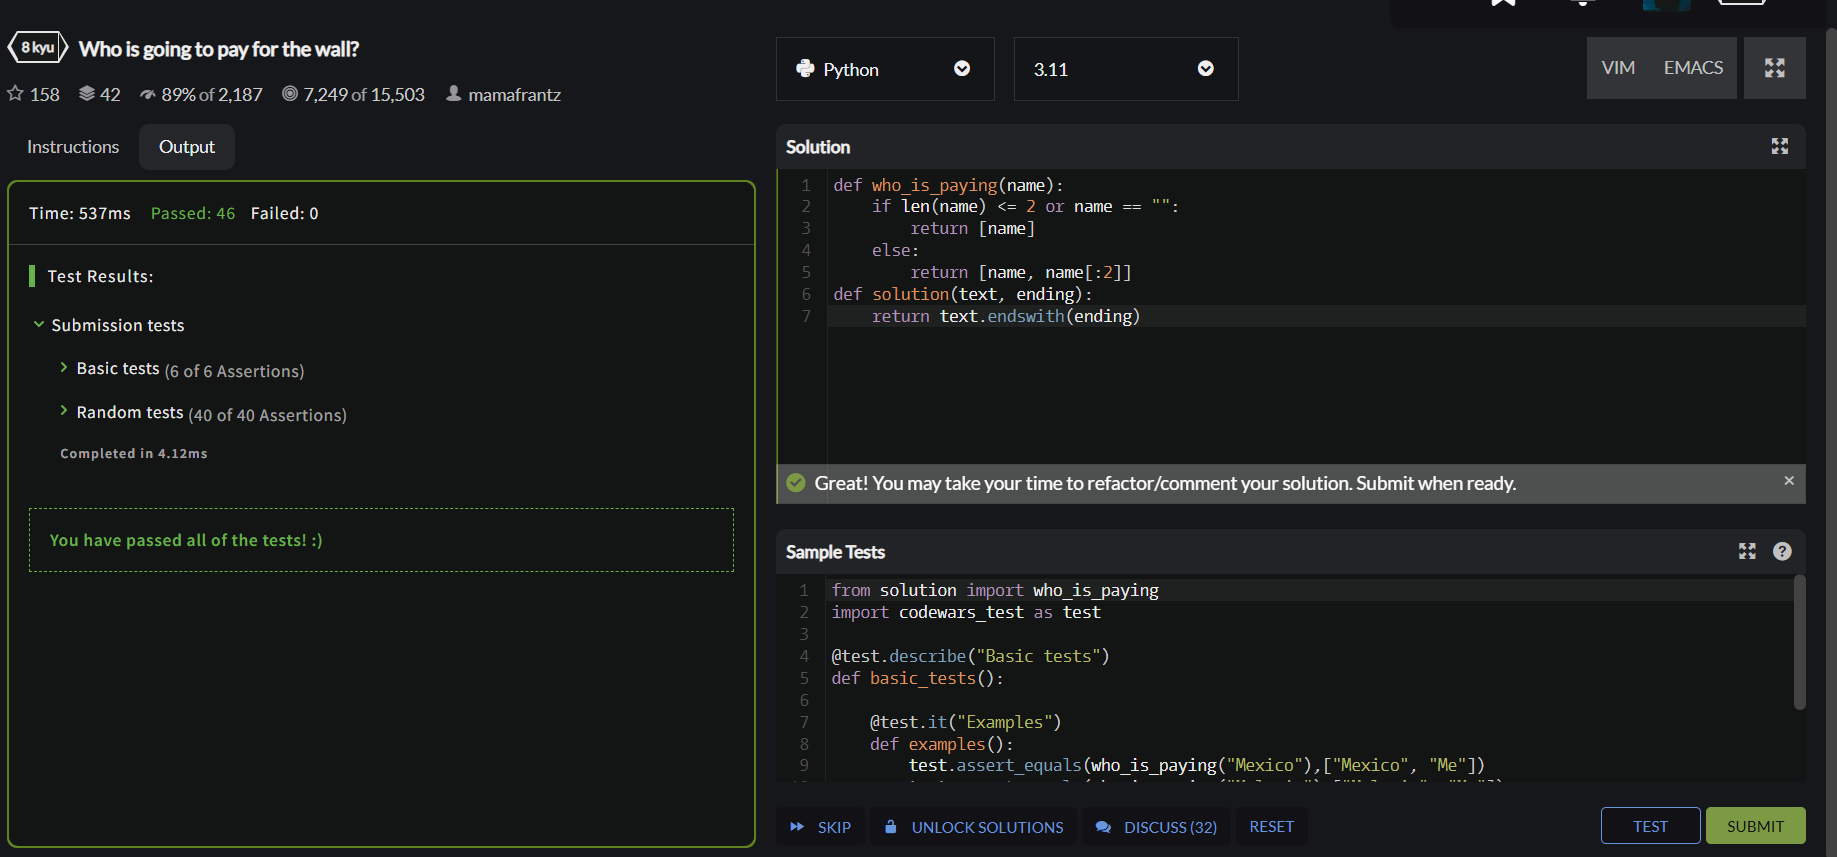 8 kyu Who is going to pay for the wall?
158 42 89% of 2,187 7,249 of 15,503 mamafrantz
Instructions Output
Time: 537ms Passed: 46 Failed: 0
Test Results:
Submission tests
Basic tests (6 of 6 Assertions)
Random tests (40 of 40 Assertions)
Completed in 4.12ms
You have passed all of the tests! :)
Python 3.11 VIM EMACS
Solution
1 def who_is_paying(name):
2     if len(name) <= 2 or name == "":
3         return [name]
4     else:
5         return [name, name[:2]]
6 def solution(text, ending):
7     return text.endswith(ending)
Great! You may take your time to refactor/comment your solution. Submit when ready. ×
Sample Tests ?
1 from solution import who_is_paying
2 import codewars_test as test
3
4 @test.describe("Basic tests")
5 def basic_tests():
6
7     @test.it("Examples")
8     def examples():
9         test.assert_equals(who_is_paying("Mexico"),["Mexico", "Me"])
SKIP UNLOCK SOLUTIONS DISCUSS (32) RESET TEST SUBMIT